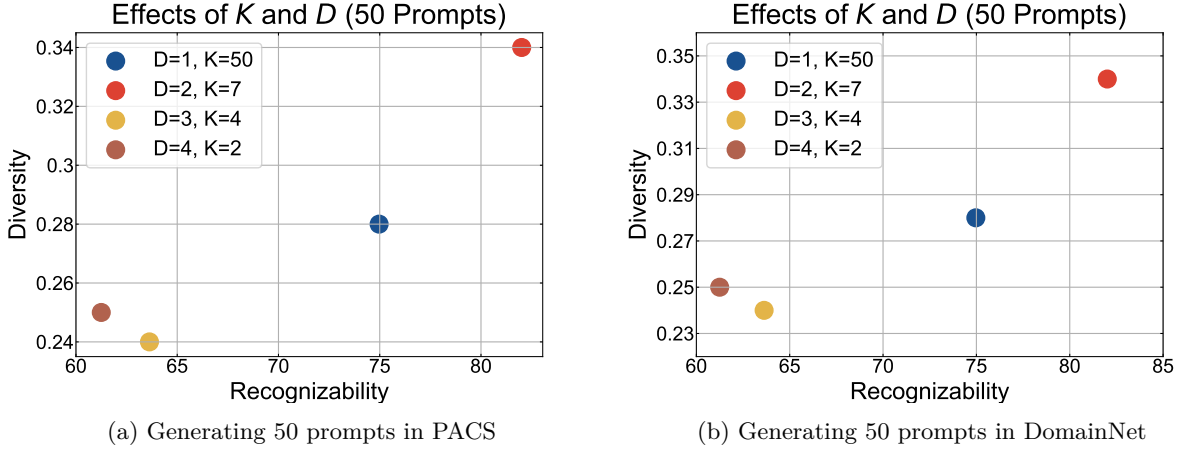 Effects of K and D (50 Prompts)
D=1, K=50
D=2, K=7
D=3, K=4
D=4, K=2
0.34
0.32
0.3
0.28
0.26
0.24
Diversity
60 65 70 75 80
Recognizability
(a) Generating 50 prompts in PACS
Effects of K and D (50 Prompts)
D=1, K=50
D=2, K=7
D=3, K=4
D=4, K=2
0.35
0.33
0.31
0.29
0.27
0.25
0.23
Diversity
60 65 70 75 80 85
Recognizability
(b) Generating 50 prompts in DomainNet